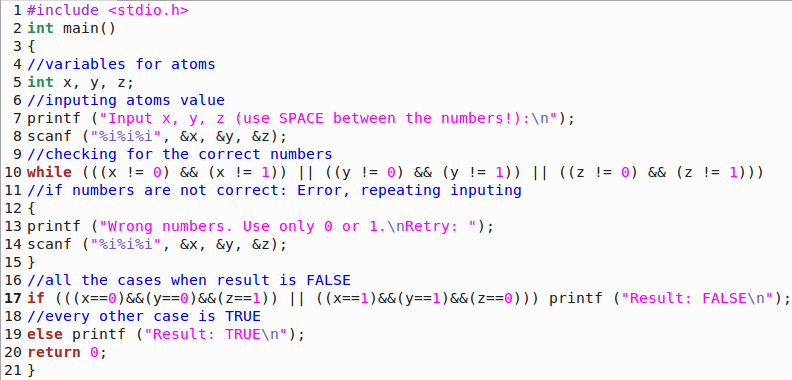 1 #include <stdio.h>
2 int main()
3 {
4 //variables for atoms
5 int x, y, z;
6 //inputing atoms value
7 printf ("Input x, y, z (use SPACE between the numbers!):\n");
8 scanf ("%i%i%i", &x, &y, &z);
9 //checking for the correct numbers
10 while (((x != 0) && (x != 1)) || ((y != 0) && (y != 1)) || ((z != 0) && (z != 1)))
11 //if numbers are not correct: Error, repeating inputing
12 {
13 printf ("Wrong numbers. Use only 0 or 1.\nRetry: ");
14 scanf ("%i%i%i", &x, &y, &z);
15 }
16 //all the cases when result is FALSE
17 if (((x==0)&&(y==0)&&(z==1)) || ((x==1)&&(y==1)&&(z==0))) printf ("Result: FALSE\n");
18 //every other case is TRUE
19 else printf ("Result: TRUE\n");
20 return 0;
21 }